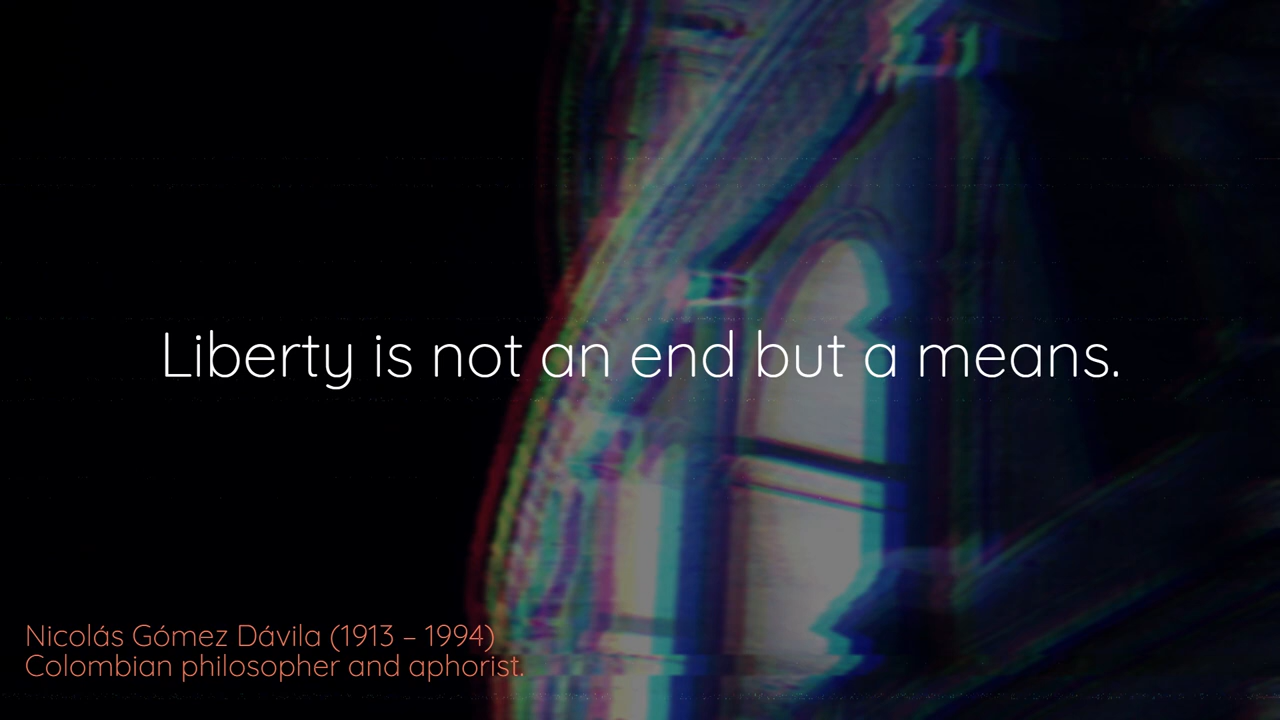 Liberty is not an end but a means.
Nicolás Gómez Dávila (1913 – 1994)
Colombian philosopher and aphorist.